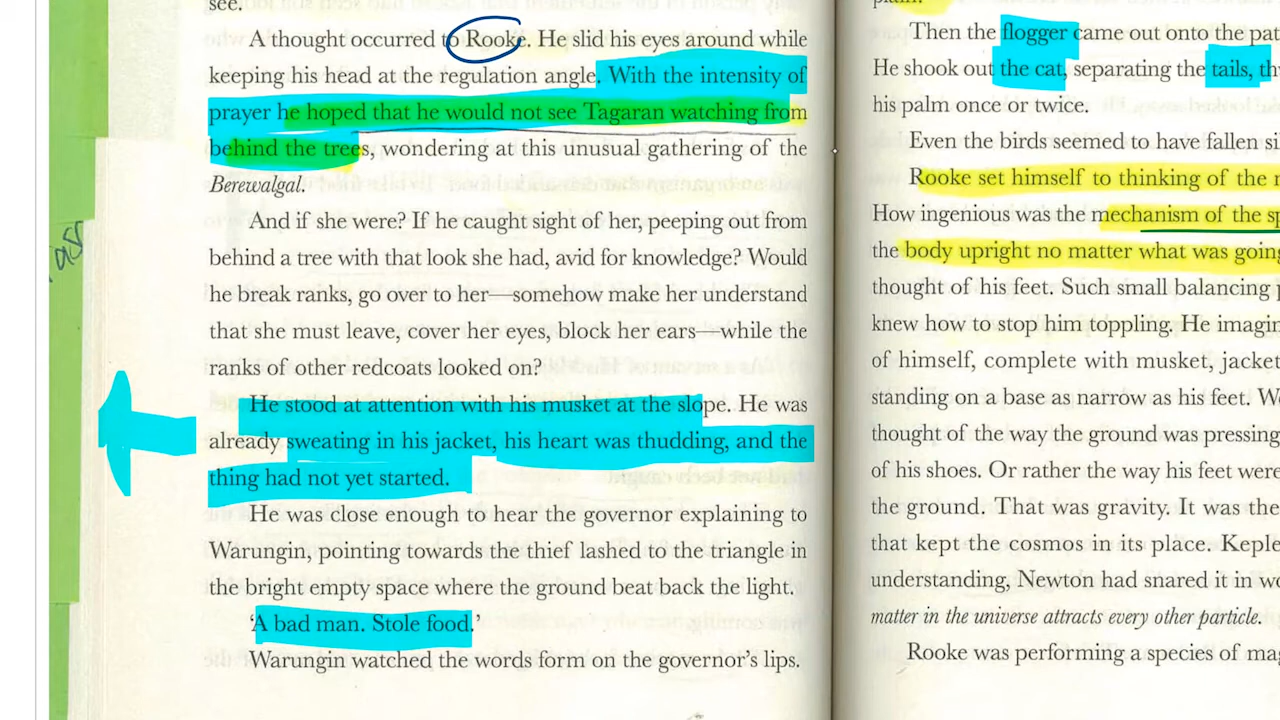 see.
A thought occurred to Rooke. He slid his eyes around while
keeping his head at the regulation angle. With the intensity of
prayer he hoped that he would not see Tagaran watching from
behind the trees, wondering at this unusual gathering of the
Berewalgal.
And if she were? If he caught sight of her, peeping out from
behind a tree with that look she had, avid for knowledge? Would
he break ranks, go over to her—somehow make her understand
that she must leave, cover her eyes, block her ears—while the
ranks of other redcoats looked on?
He stood at attention with his musket at the slope. He was
already sweating in his jacket, his heart was thudding, and the
thing had not yet started.
He was close enough to hear the governor explaining to
Warungin, pointing towards the thief lashed to the triangle in
the bright empty space where the ground beat back the light.
'A bad man. Stole food.'
Warungin watched the words form on the governor's lips.
plain.
Then the flogger came out onto the
He shook out the cat, separating the tails,
his palm once or twice.
Even the birds seemed to have fallen
Rooke set himself to thinking of the
How ingenious was the mechanism of the
the body upright no matter what was going
thought of his feet. Such small balancing
knew how to stop him toppling. He
of himself, complete with musket, jacket
standing on a base as narrow as his feet.
thought of the way the ground was pressing
of his shoes. Or rather the way his feet were
the ground. That was gravity. It was the
that kept the cosmos in its place.
understanding, Newton had snared it in
matter in the universe attracts every other particle.
Rooke was performing a species of